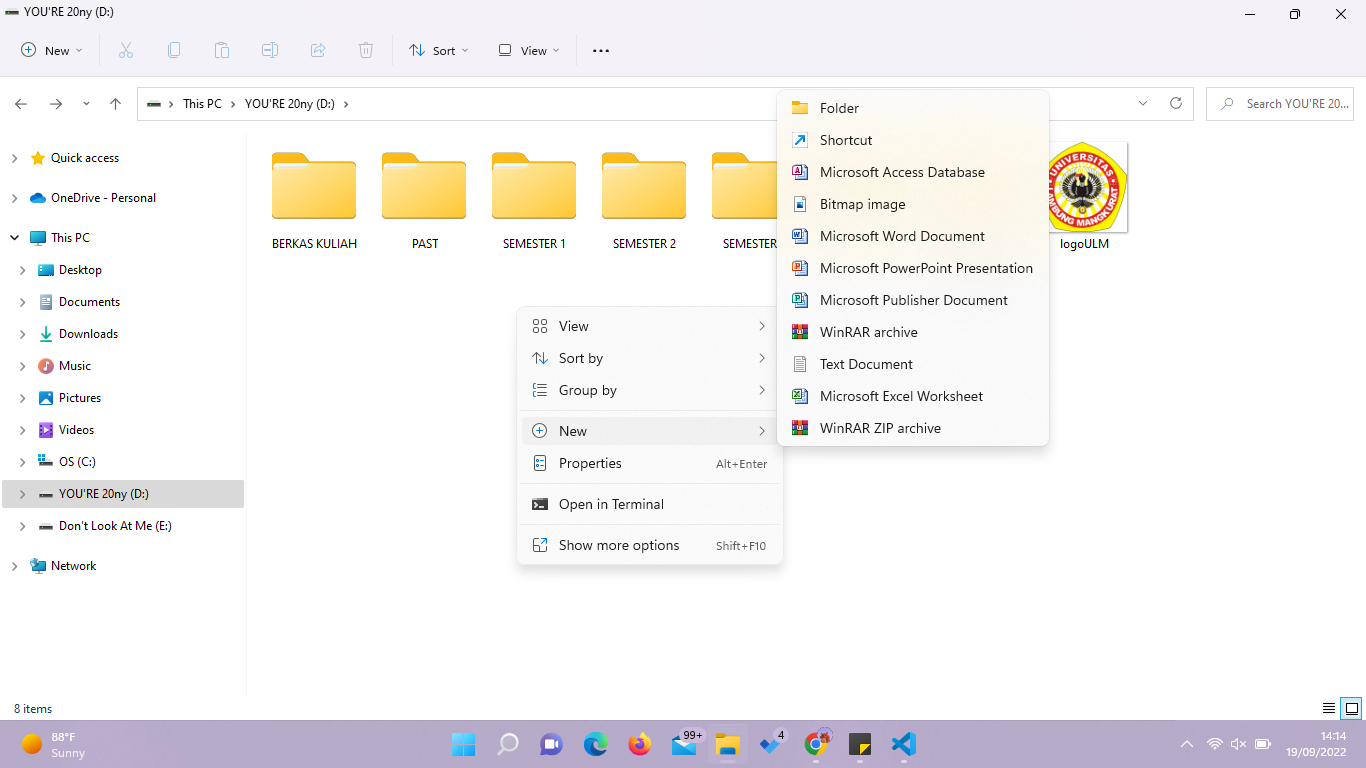 YOU'RE 20ny (D:)
New
Sort
View
This PC
YOU'RE 20ny (D:)
Search YOU'RE 20...
Quick access
OneDrive - Personal
This PC
Desktop
Documents
Downloads
Music
Pictures
Videos
OS (C:)
YOU'RE 20ny (D:)
Don't Look At Me (E:)
Network
BERKAS KULIAH
PAST
SEMESTER 1
SEMESTER 2
SEMESTER
UNIVERSITAS
MBUNG MANGKURAT
logoULM
View
Sort by
Group by
New
Properties Alt+Enter
Open in Terminal
Show more options Shift+F10
Folder
Shortcut
Microsoft Access Database
Bitmap image
Microsoft Word Document
Microsoft PowerPoint Presentation
Microsoft Publisher Document
WinRAR archive
Text Document
Microsoft Excel Worksheet
WinRAR ZIP archive
8 items
88°F
Sunny
99+
4
14:14
19/09/2022